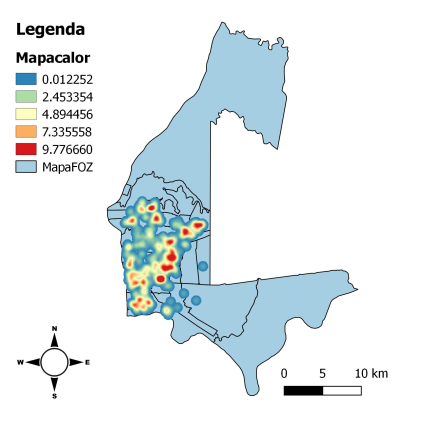 Legenda
Mapacalor
0.012252
2.453354
4.894456
7.335558
9.776660
MapaFOZ
N
W E
S
0 5 10 km